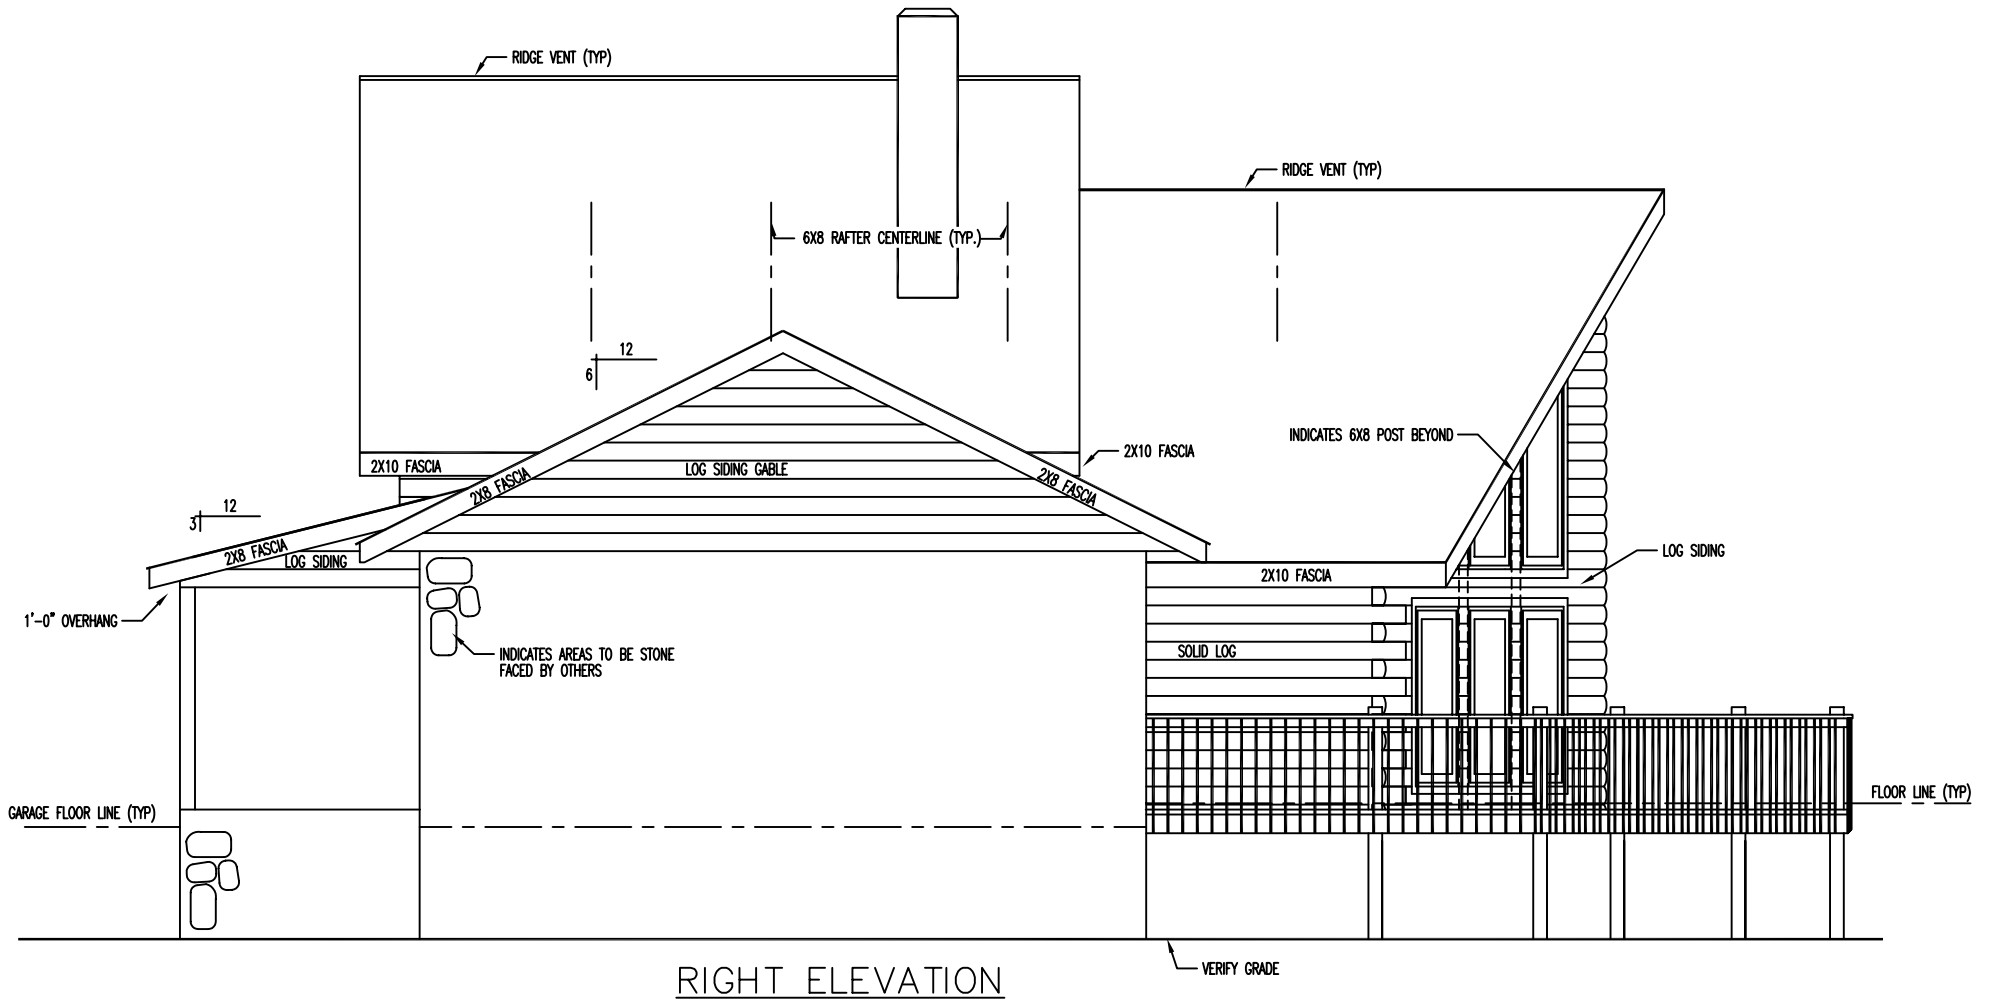 RIDGE VENT (TYP)
RIDGE VENT (TYP)
6X8 RAFTER CENTERLINE (TYP.)
12
6
INDICATES 6X8 POST BEYOND
2X10 FASCIA
2X10 FASCIA
LOG SIDING GABLE
2X8 FASCIA
2X8 FASCIA
12
3
2X8 FASCIA
LOG SIDING
LOG SIDING
2X10 FASCIA
1'-0" OVERHANG
INDICATES AREAS TO BE STONE
FACED BY OTHERS
SOLID LOG
FLOOR LINE (TYP)
GARAGE FLOOR LINE (TYP)
VERIFY GRADE
RIGHT ELEVATION